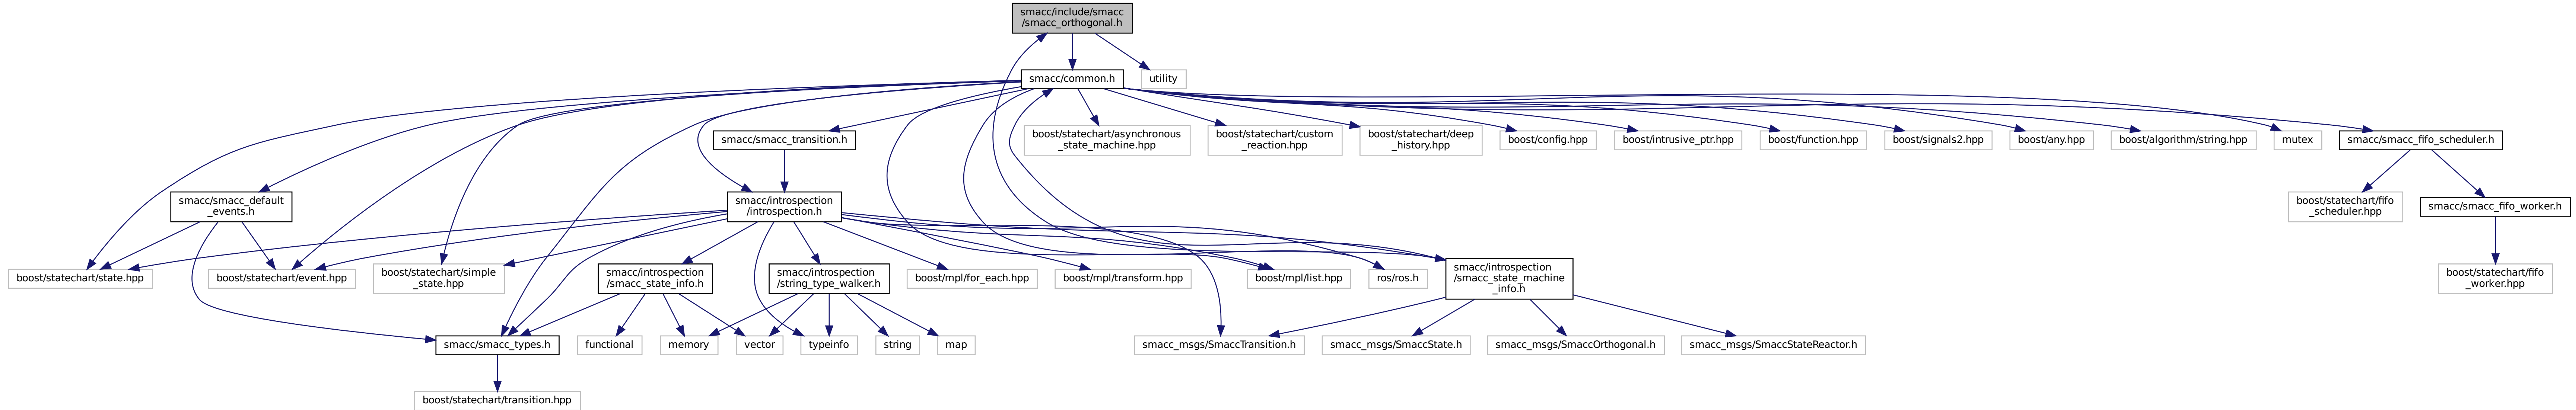 smacc/include/smacc
/smacc_orthogonal.h
smacc/common.h
utility
smacc/smacc_transition.h
boost/statechart/asynchronous
_state_machine.hpp
boost/statechart/custom
_reaction.hpp
boost/statechart/deep
_history.hpp
boost/config.hpp
boost/intrusive_ptr.hpp
boost/function.hpp
boost/signals2.hpp
boost/any.hpp
boost/algorithm/string.hpp
mutex
smacc/smacc_fifo_scheduler.h
smacc/smacc_default
_events.h
smacc/introspection
/introspection.h
boost/statechart/fifo
_scheduler.hpp
smacc/smacc_fifo_worker.h
boost/statechart/state.hpp
boost/statechart/event.hpp
boost/statechart/simple
_state.hpp
smacc/introspection
/smacc_state_info.h
smacc/introspection
/string_type_walker.h
boost/mpl/for_each.hpp
boost/mpl/transform.hpp
boost/mpl/list.hpp
ros/ros.h
smacc/introspection
/smacc_state_machine
_info.h
boost/statechart/fifo
_worker.hpp
smacc/smacc_types.h
functional
memory
vector
typeinfo
string
map
smacc_msgs/SmaccTransition.h
smacc_msgs/SmaccState.h
smacc_msgs/SmaccOrthogonal.h
smacc_msgs/SmaccStateReactor.h
boost/statechart/transition.hpp